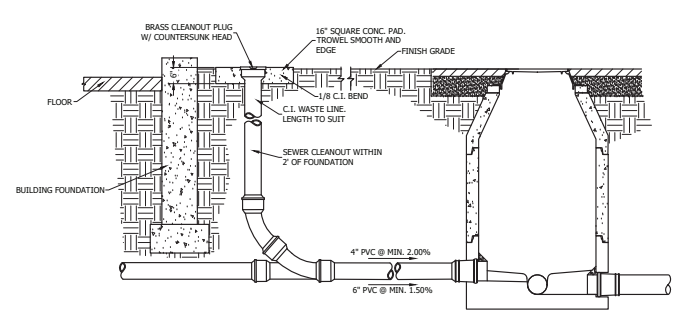 BRASS CLEANOUT PLUG
W/ COUNTERSUNK HEAD
16" SQUARE CONC. PAD.
TROWEL SMOOTH AND
EDGE
FINISH GRADE
6"
FLOOR
1/8 C.I. BEND
C.I. WASTE LINE.
LENGTH TO SUIT
SEWER CLEANOUT WITHIN
2' OF FOUNDATION
BUILDING FOUNDATION
4" PVC @ MIN. 2.00%
6" PVC @ MIN. 1.50%